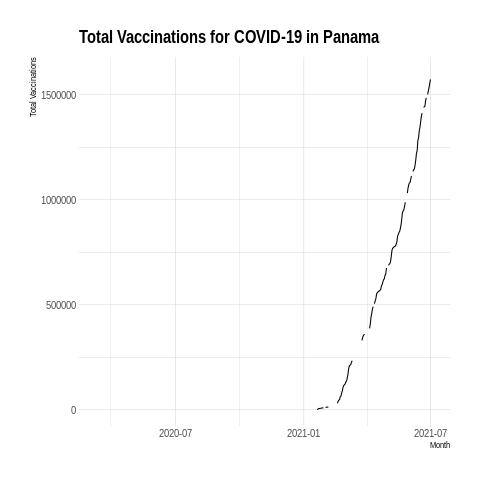 Total Vaccinations for COVID-19 in Panama
Total Vaccinations
1500000
1000000
500000
0
2020-07 2021-01 2021-07
Month